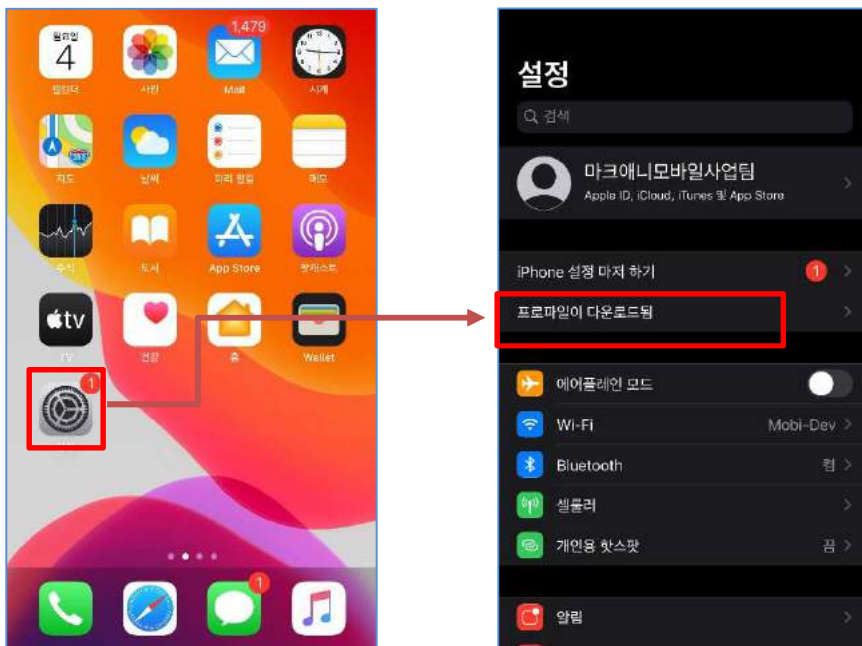 월요일
4
1,479
캘린더
사진
Mail
시계
280
지도
날씨
미리 알림
메모
주식
도서
App Store
팟캐스트
tv
TV
건강
홈
Wallet
1
1
설정
검색
마크애니모바일사업팀
Apple ID, iCloud, iTunes 및 App Store
iPhone 설정 마저 하기
1
프로파일이 다운로드됨
에어플레인 모드
Wi-Fi
Mobi-Dev
Bluetooth
켬
셀룰러
개인용 핫스팟
끔
알림